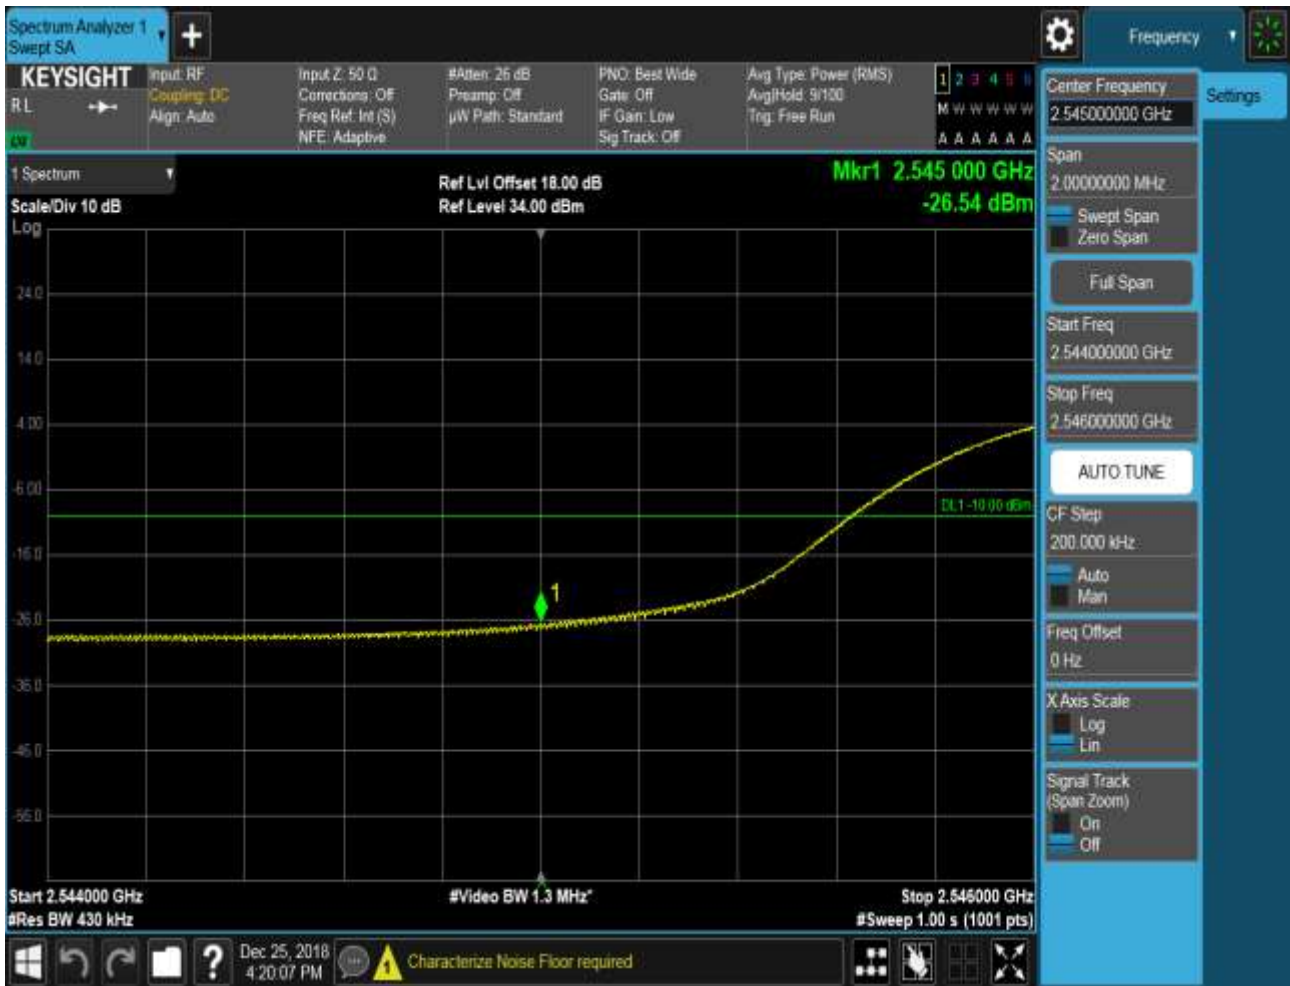 Spectrum Analyzer 1
Swept SA
+
Frequency
KEYSIGHT
RL
Input: RF
Coupling: DC
Align: Auto
Input Z: 50 Ω
Corrections: Off
Freq Ref: Int (S)
NFE: Adaptive
#Atten: 26 dB
Preamp: Off
µW Path: Standard
PNO: Best Wide
Gate: Off
IF Gain: Low
Sig Track: Off
Avg Type: Power (RMS)
Avg|Hold: 9/100
Trig: Free Run
1 2 3 4 5 6
M W W W W W
A A A A A A
1 Spectrum
Scale/Div 10 dB
Log
Ref Lvl Offset 18.00 dB
Ref Level 34.00 dBm
Mkr1 2.545 000 GHz
-26.54 dBm
24.0
14.0
4.00
-6.00
-16.0
-26.0
-36.0
-46.0
-56.0
DL1 -10.00 dBm
1
Start 2.544000 GHz
#Res BW 430 kHz
#Video BW 1.3 MHz*
Stop 2.546000 GHz
#Sweep 1.00 s (1001 pts)
Center Frequency
2.545000000 GHz
Settings
Span
2.00000000 MHz
Swept Span
Zero Span
Full Span
Start Freq
2.544000000 GHz
Stop Freq
2.546000000 GHz
AUTO TUNE
CF Step
200.000 kHz
Auto
Man
Freq Offset
0 Hz
X Axis Scale
Log
Lin
Signal Track
(Span Zoom)
On
Off
?
Dec 25, 2018
4:20:07 PM
1
Characterize Noise Floor required